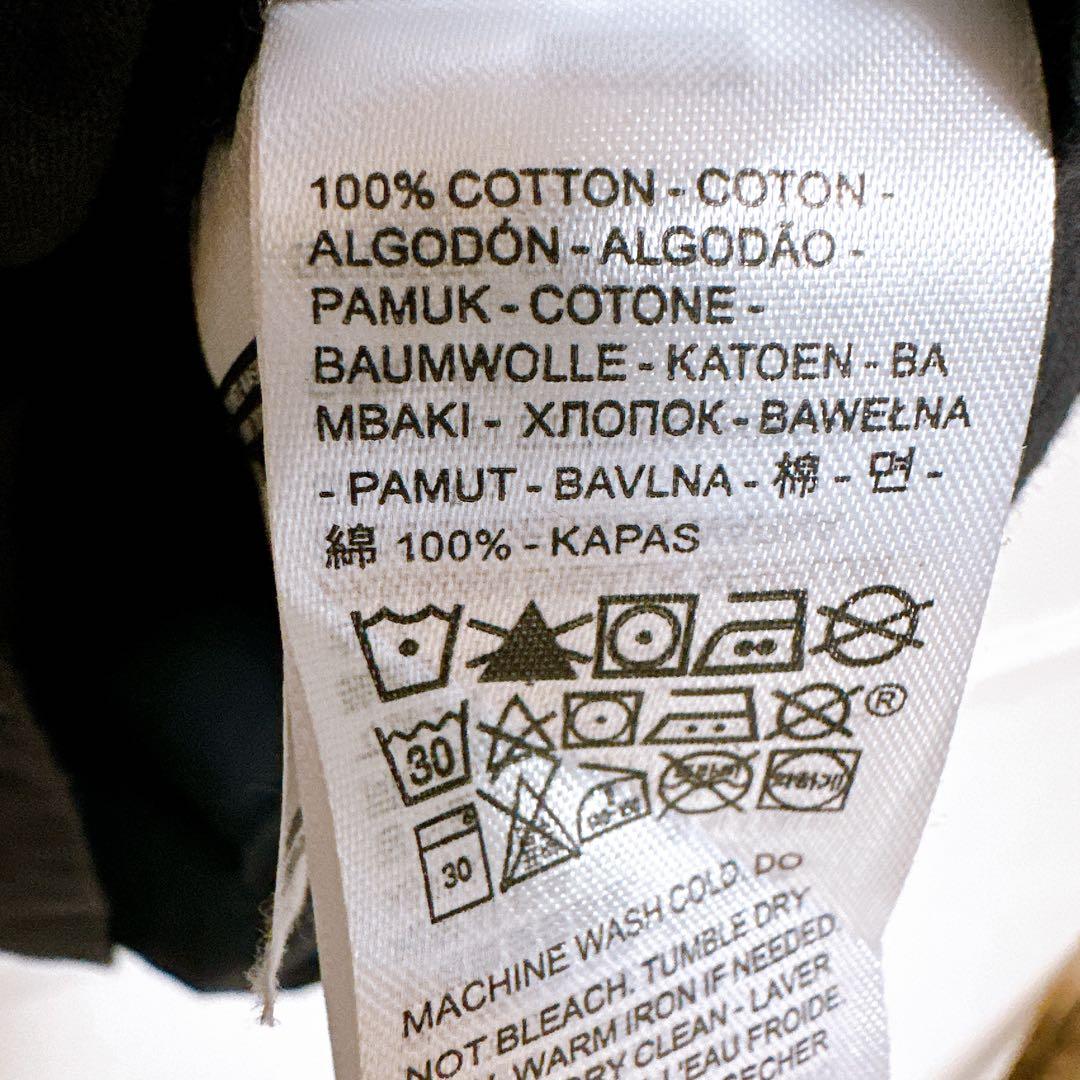 100% COTTON - COTON -
ALGODÓN - ALGODÃO -
PAMUK - COTONE -
BAUMWOLLE - KATOEN - BA
MBAKI - ХЛОПОК - BAWEŁNA
- PAMUT - BAVLNA - 棉 - 면 -
綿 100% - KAPAS
®
30
30
MACHINE WASH COLD. DO
NOT BLEACH. TUMBLE DRY
WARM IRON IF NEEDED
DRY CLEAN - LAVER
L'EAU FROIDE.